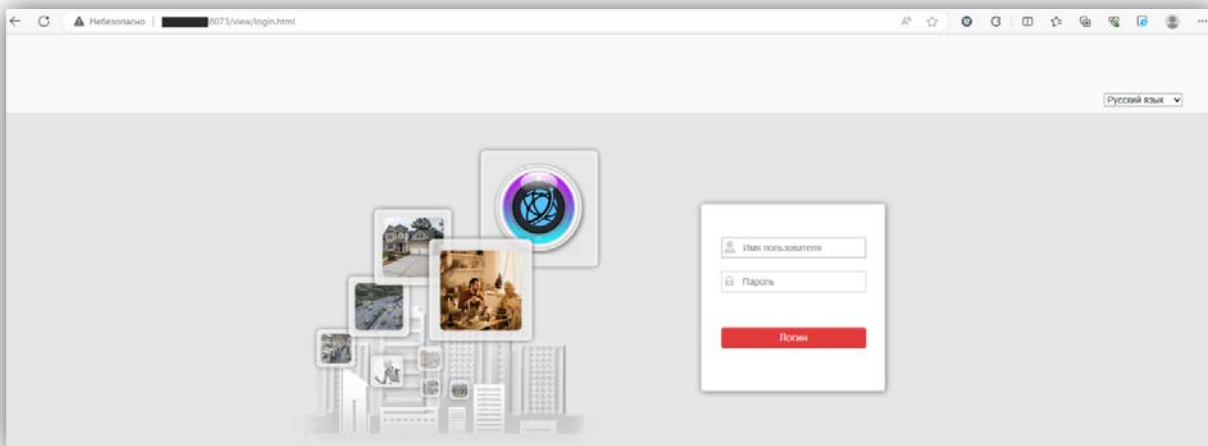 Небезопасно 8073/view/login.html
Русский язык
Имя пользователя
Пароль
Логин